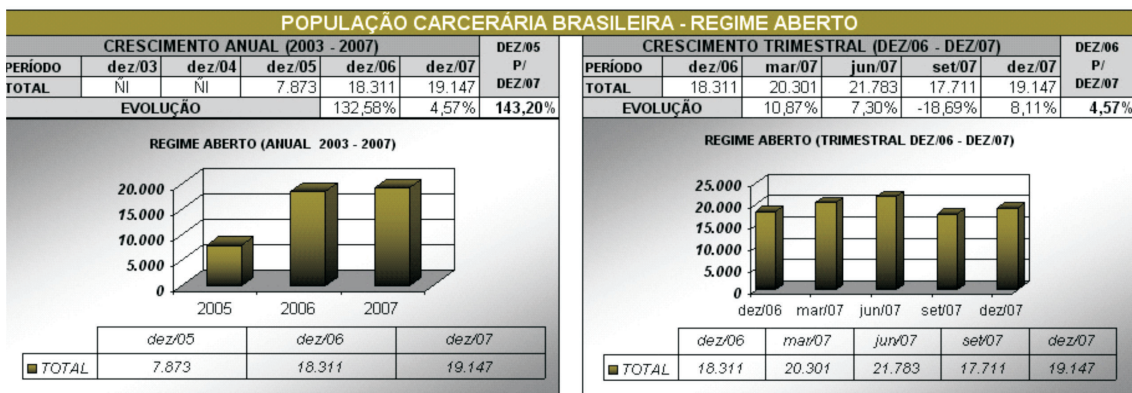 POPULAÇÃO CARCERÁRIA BRASILEIRA - REGIME ABERTO
CRESCIMENTO ANUAL (2003 - 2007) DEZ/05 P/ DEZ/07
PERÍODO dez/03 dez/04 dez/05 dez/06 dez/07
TOTAL ÑI ÑI 7.873 18.311 19.147
EVOLUÇÃO 132,58% 4,57% 143,20%
REGIME ABERTO (ANUAL 2003 - 2007)
20.000
15.000
10.000
5.000
0
2005 2006 2007
dez/05 dez/06 dez/07
TOTAL 7.873 18.311 19.147
CRESCIMENTO TRIMESTRAL (DEZ/06 - DEZ/07) DEZ/06 P/ DEZ/07
PERÍODO dez/06 mar/07 jun/07 set/07 dez/07
TOTAL 18.311 20.301 21.783 17.711 19.147
EVOLUÇÃO 10,87% 7,30% -18,69% 8,11% 4,57%
REGIME ABERTO (TRIMESTRAL DEZ/06 - DEZ/07)
25.000
20.000
15.000
10.000
5.000
0
dez/06 mar/07 jun/07 set/07 dez/07
dez/06 mar/07 jun/07 set/07 dez/07
TOTAL 18.311 20.301 21.783 17.711 19.147